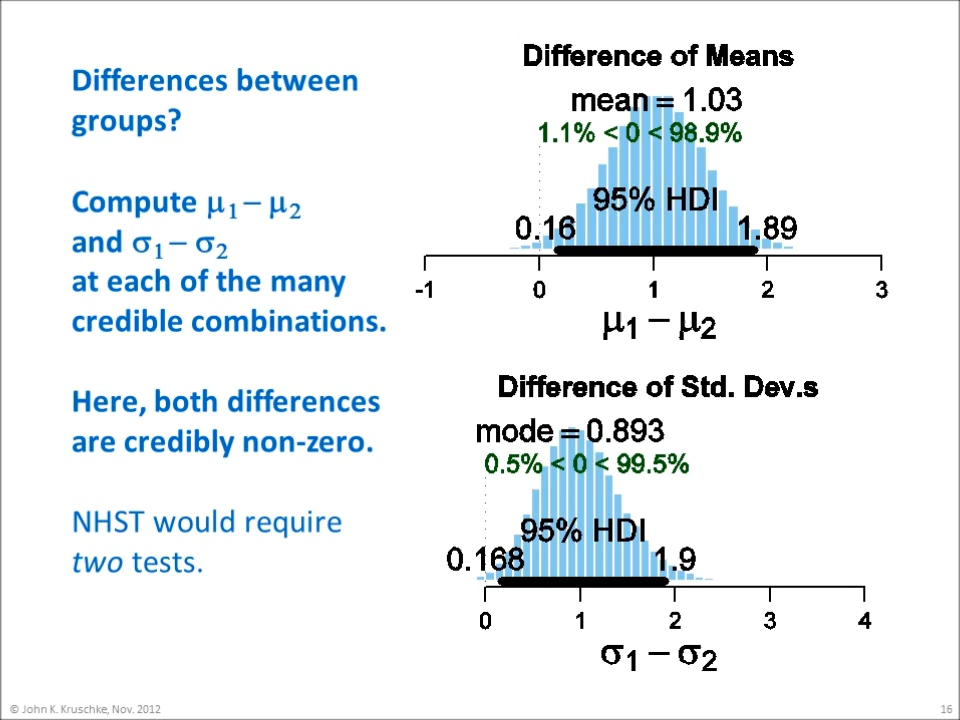 Differences between
groups?
Compute μ1 – μ2
and σ1 – σ2
at each of the many
credible combinations.
Here, both differences
are credibly non-zero.
NHST would require
two tests.
Difference of Means
mean = 1.03
1.1% < 0 < 98.9%
95% HDI
0.16 1.89
-1 0 1 2 3
μ1 – μ2
Difference of Std. Dev.s
mode = 0.893
0.5% < 0 < 99.5%
95% HDI
0.168 1.9
0 1 2 3 4
σ1 – σ2
© John K. Kruschke, Nov. 2012 16